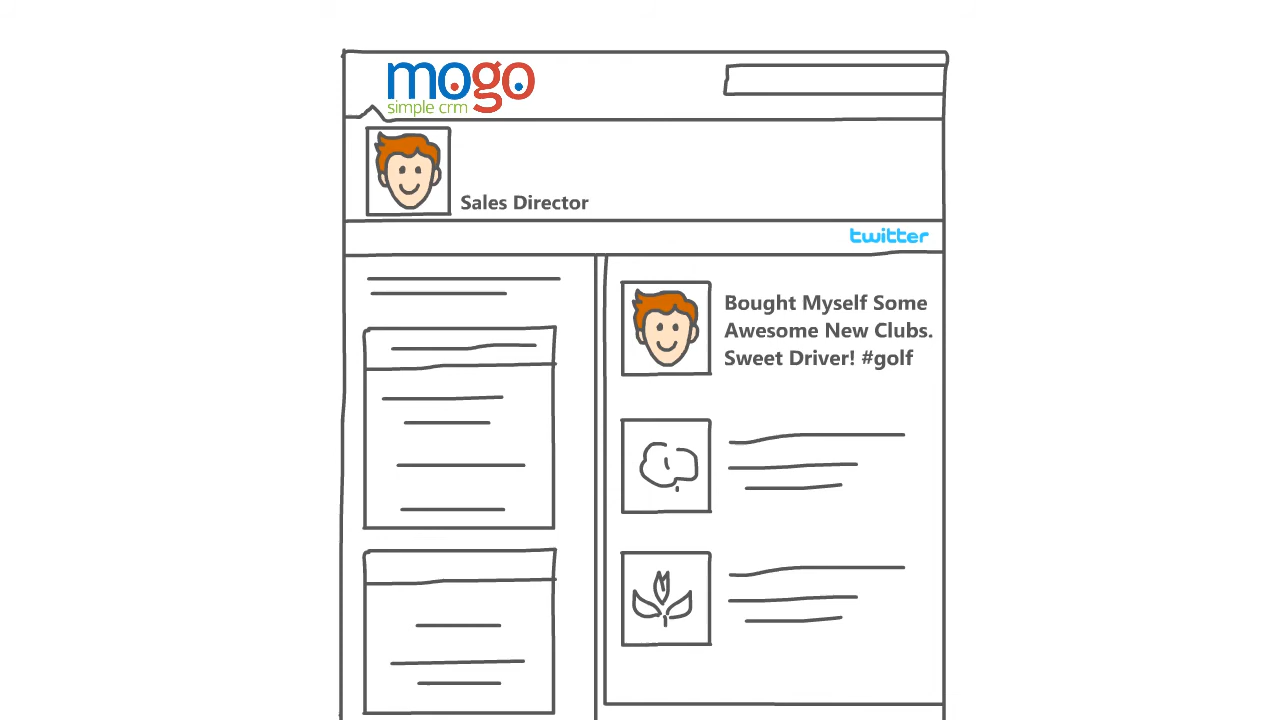 mogo
simple crm
Sales Director
twitter
Bought Myself Some
Awesome New Clubs.
Sweet Driver! #golf